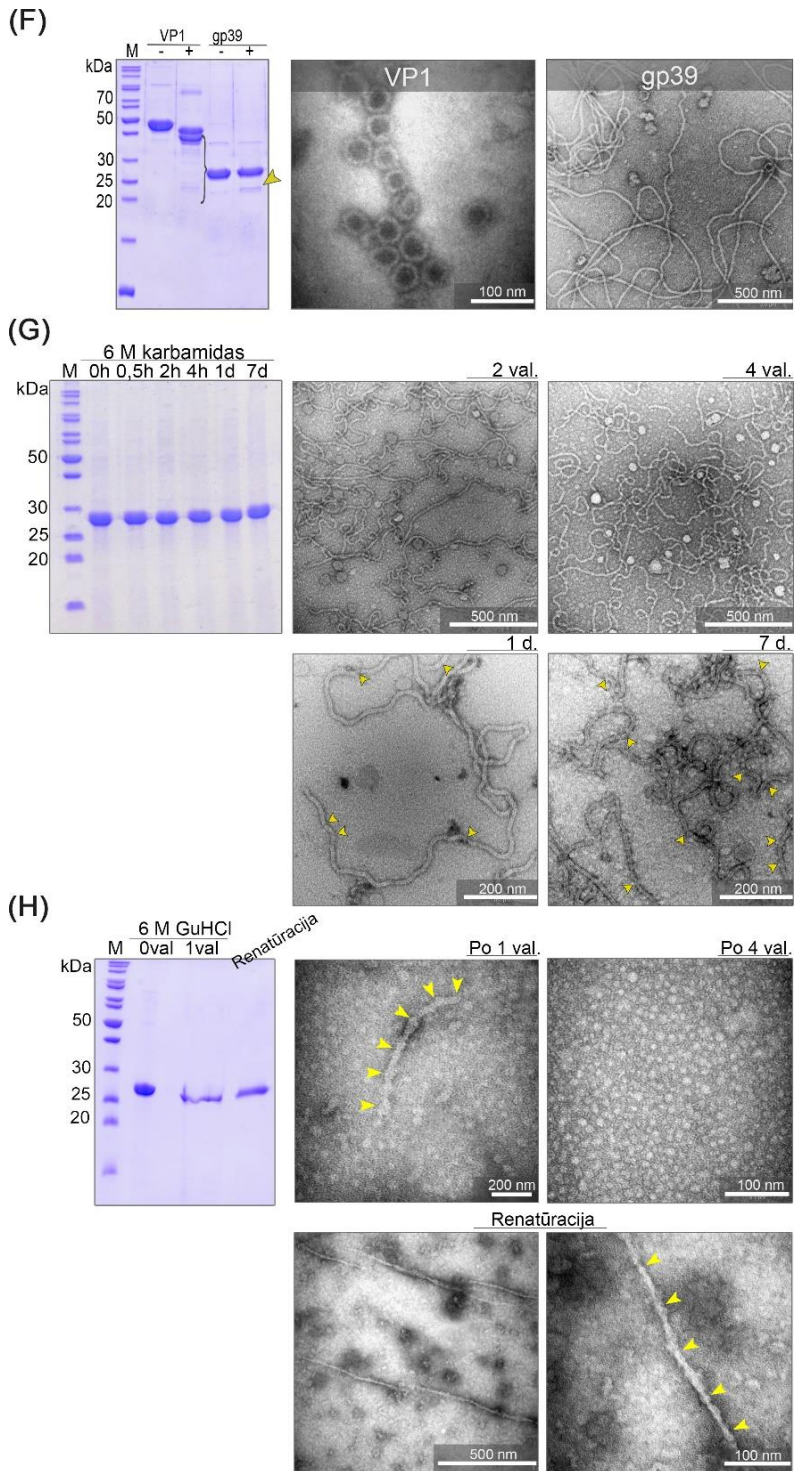 (F)
VP1 gp39
M - + - +
kDa
70
50
30
25
20
VP1
100 nm
gp39
500 nm
(G)
6 M karbamidas
M 0h 0,5h 2h 4h 1d 7d
kDa
50
30
25
20
2 val.
500 nm
4 val.
500 nm
1 d.
200 nm
7 d.
200 nm
(H)
6 M GuHCl
M 0val 1val Renatūracija
kDa
50
30
25
20
Po 1 val.
200 nm
Po 4 val.
100 nm
Renatūracija
500 nm
100 nm